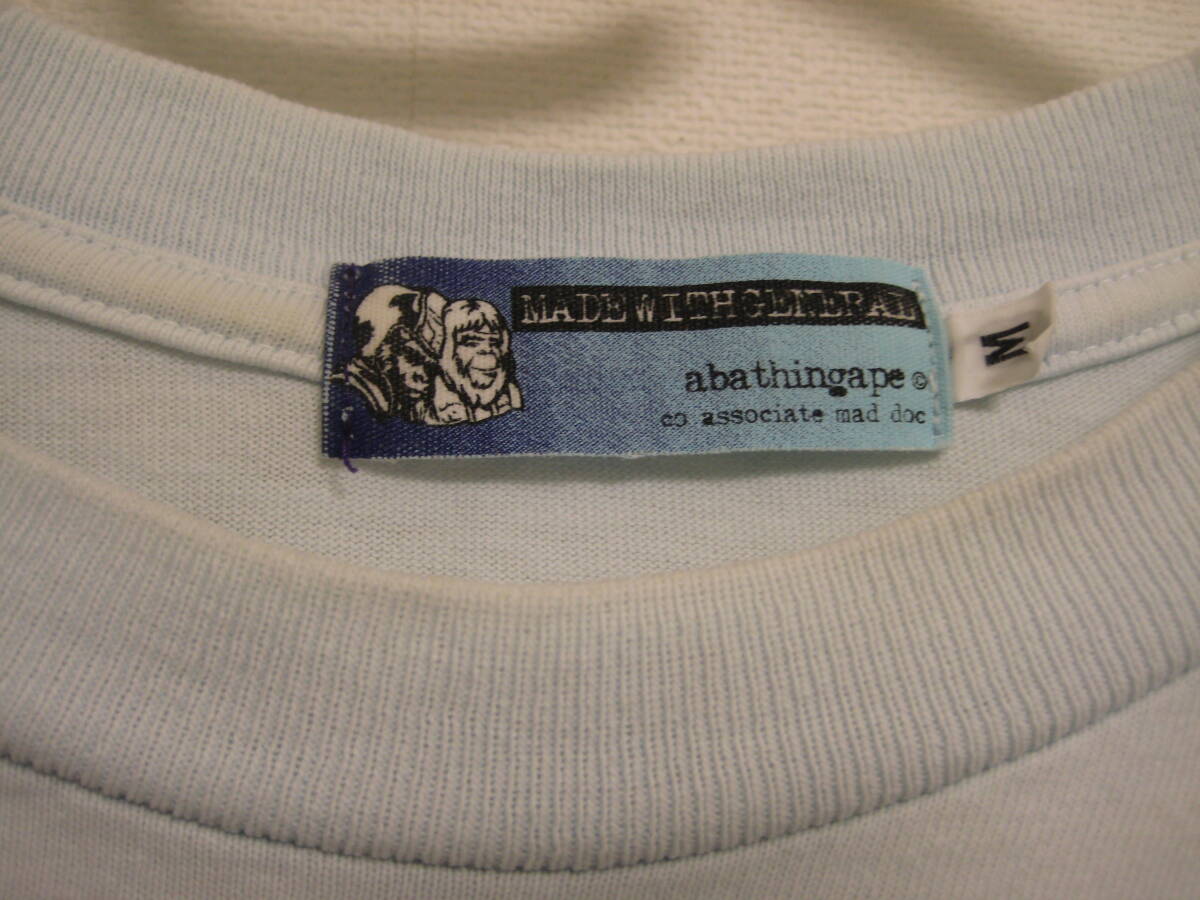 MADEWITHGENERAL
abathingape©
co associate mad doc
M